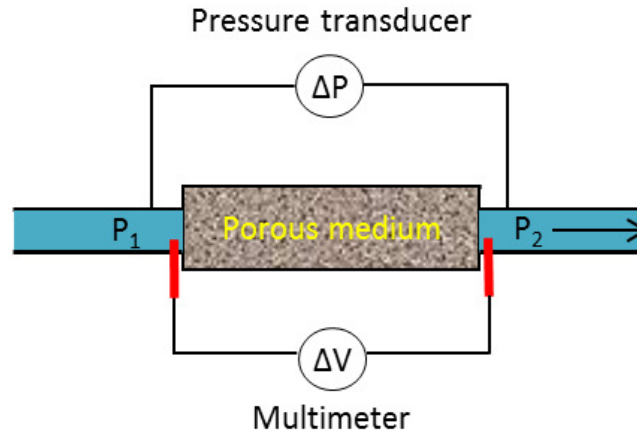 Pressure transducer
ΔP
P₁
Porous medium
P₂
ΔV
Multimeter